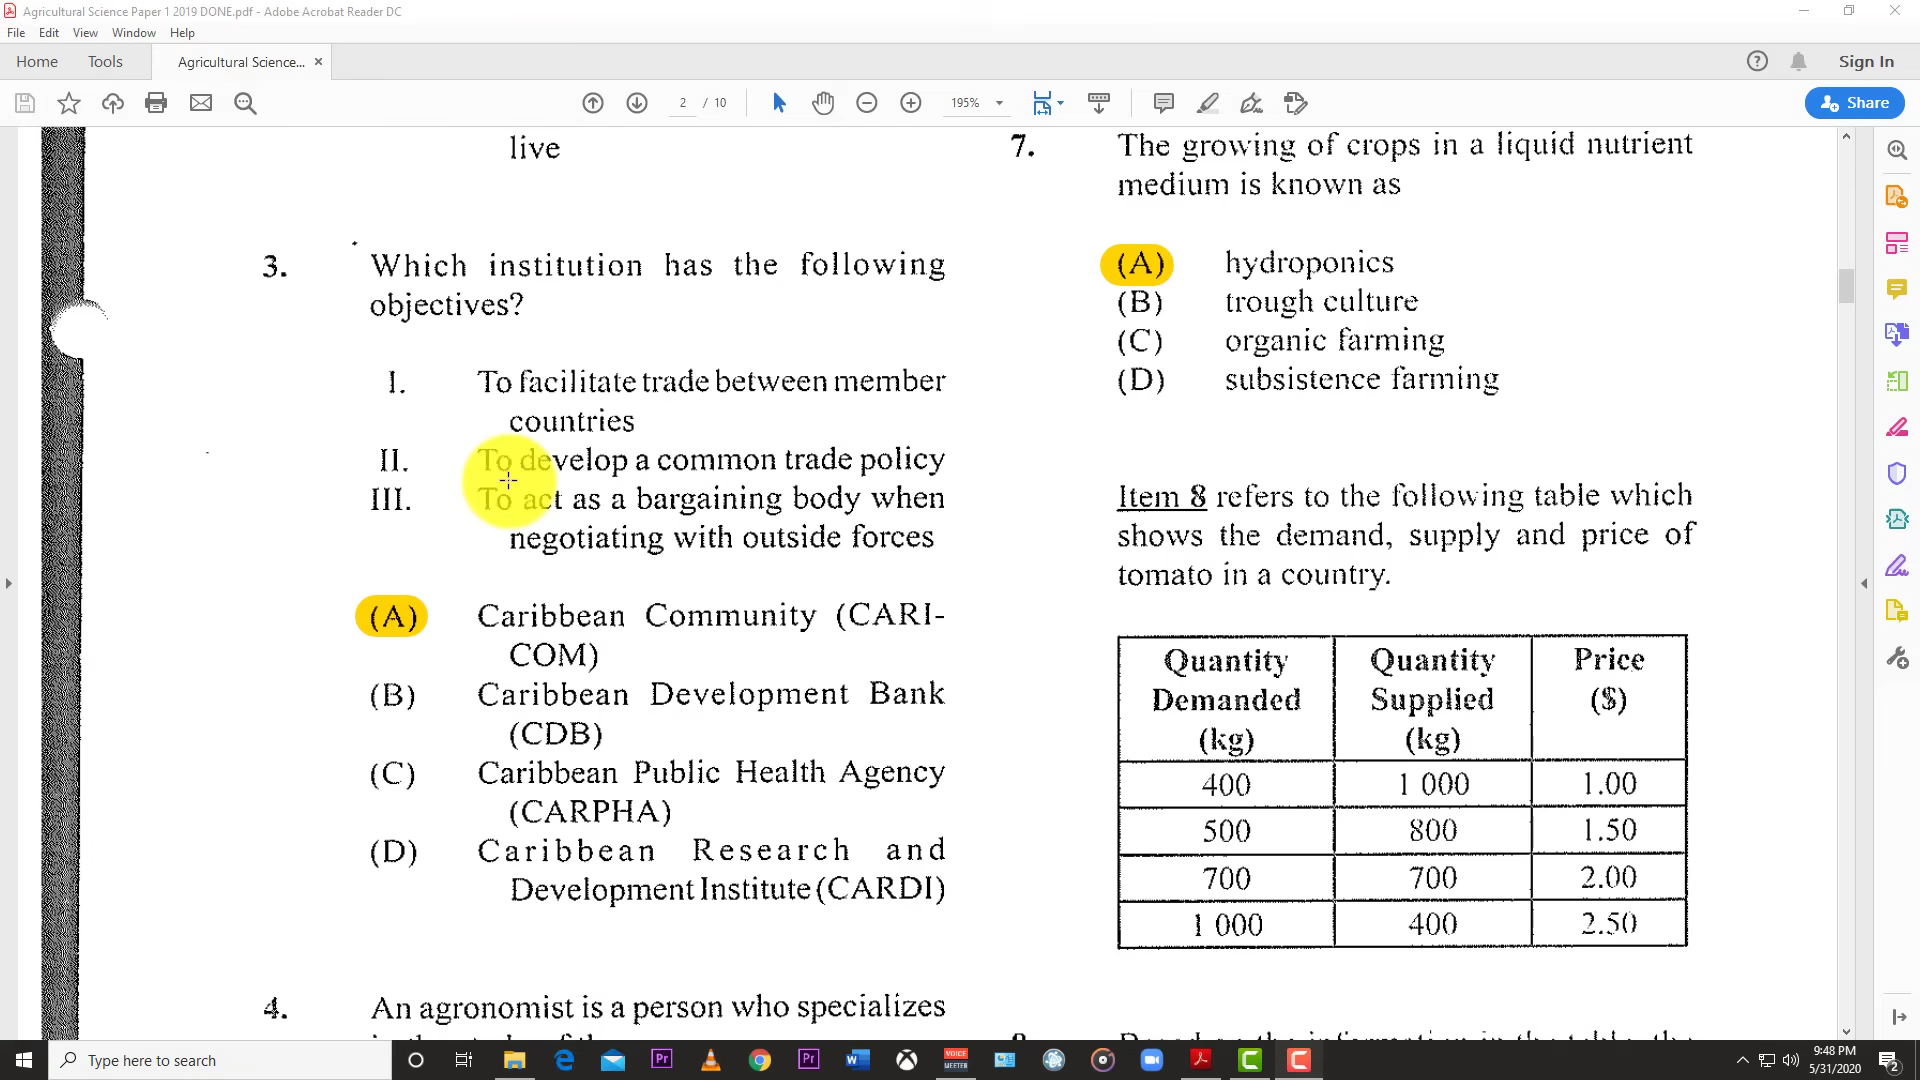 Agricultural Science Paper 1 2019 DONE.pdf - Adobe Acrobat Reader DC
File Edit View Window Help
Home Tools Agricultural Science... × Sign In
2 / 10 195% Share
live
3. Which institution has the following
objectives?
I. To facilitate trade between member
countries
II. To develop a common trade policy
III. To act as a bargaining body when
negotiating with outside forces
(A) Caribbean Community (CARI-
COM)
(B) Caribbean Development Bank
(CDB)
(C) Caribbean Public Health Agency
(CARPHA)
(D) Caribbean Research and
Development Institute (CARDI)
4. An agronomist is a person who specializes
7. The growing of crops in a liquid nutrient
medium is known as
(A) hydroponics
(B) trough culture
(C) organic farming
(D) subsistence farming
Item 8 refers to the following table which
shows the demand, supply and price of
tomato in a country.
Quantity Demanded (kg) Quantity Supplied (kg) Price ($)
400 1 000 1.00
500 800 1.50
700 700 2.00
1 000 400 2.50
Type here to search
Pr Pr VOICE MEETER
9:48 PM
5/31/2020
2